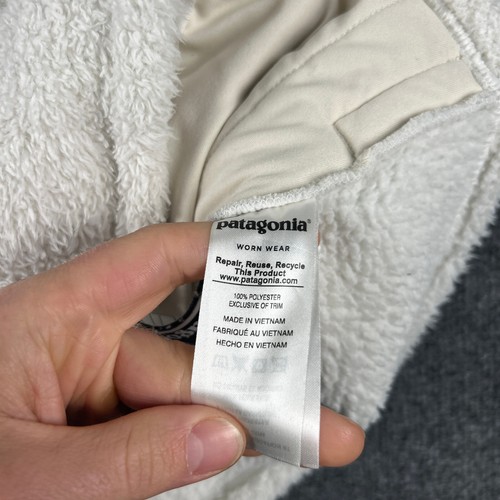 patagonia®
WORN WEAR
Repair, Reuse, Recycle
This Product
www.patagonia.com
100% POLYESTER
EXCLUSIVE OF TRIM
MADE IN VIETNAM
FABRIQUÉ AU VIETNAM
HECHO EN VIETNAM